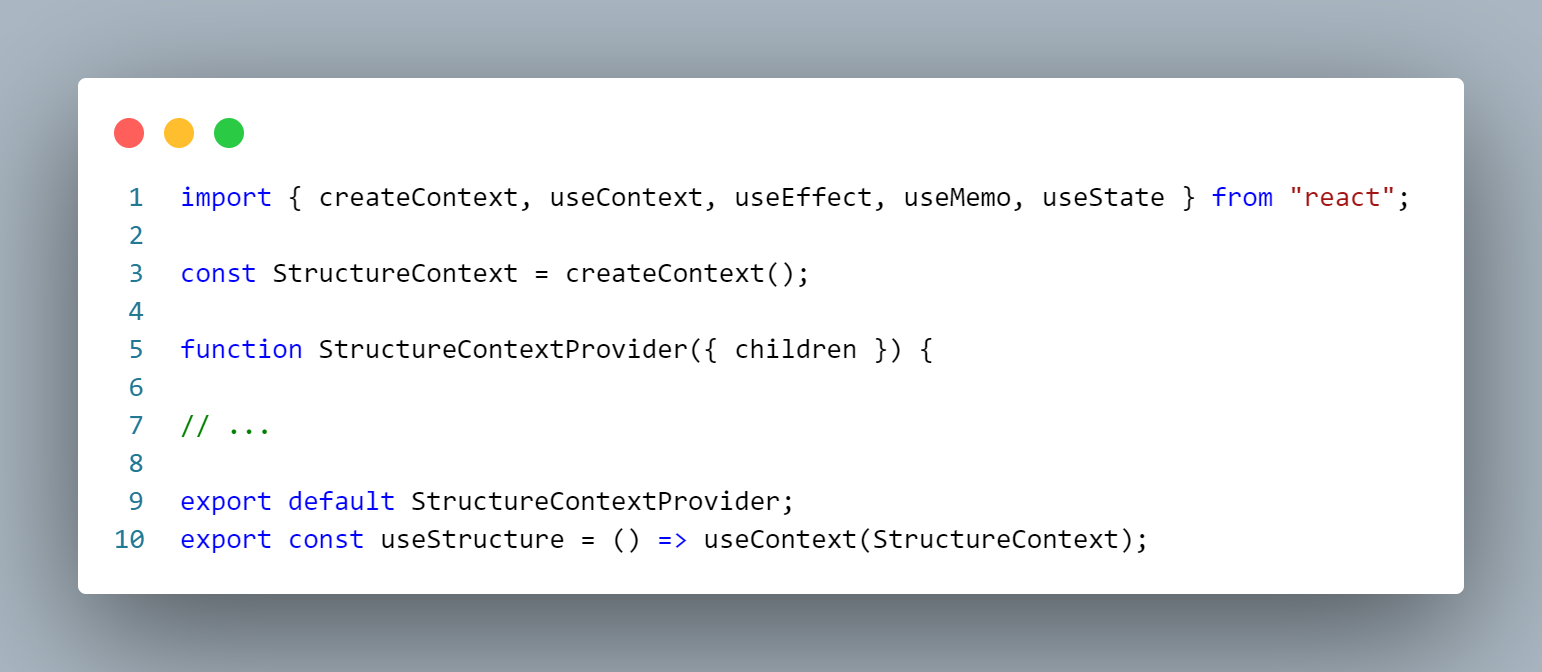 1 import { createContext, useContext, useEffect, useMemo, useState } from "react";
2
3 const StructureContext = createContext();
4
5 function StructureContextProvider({ children }) {
6
7 // ...
8
9 export default StructureContextProvider;
10 export const useStructure = () => useContext(StructureContext);